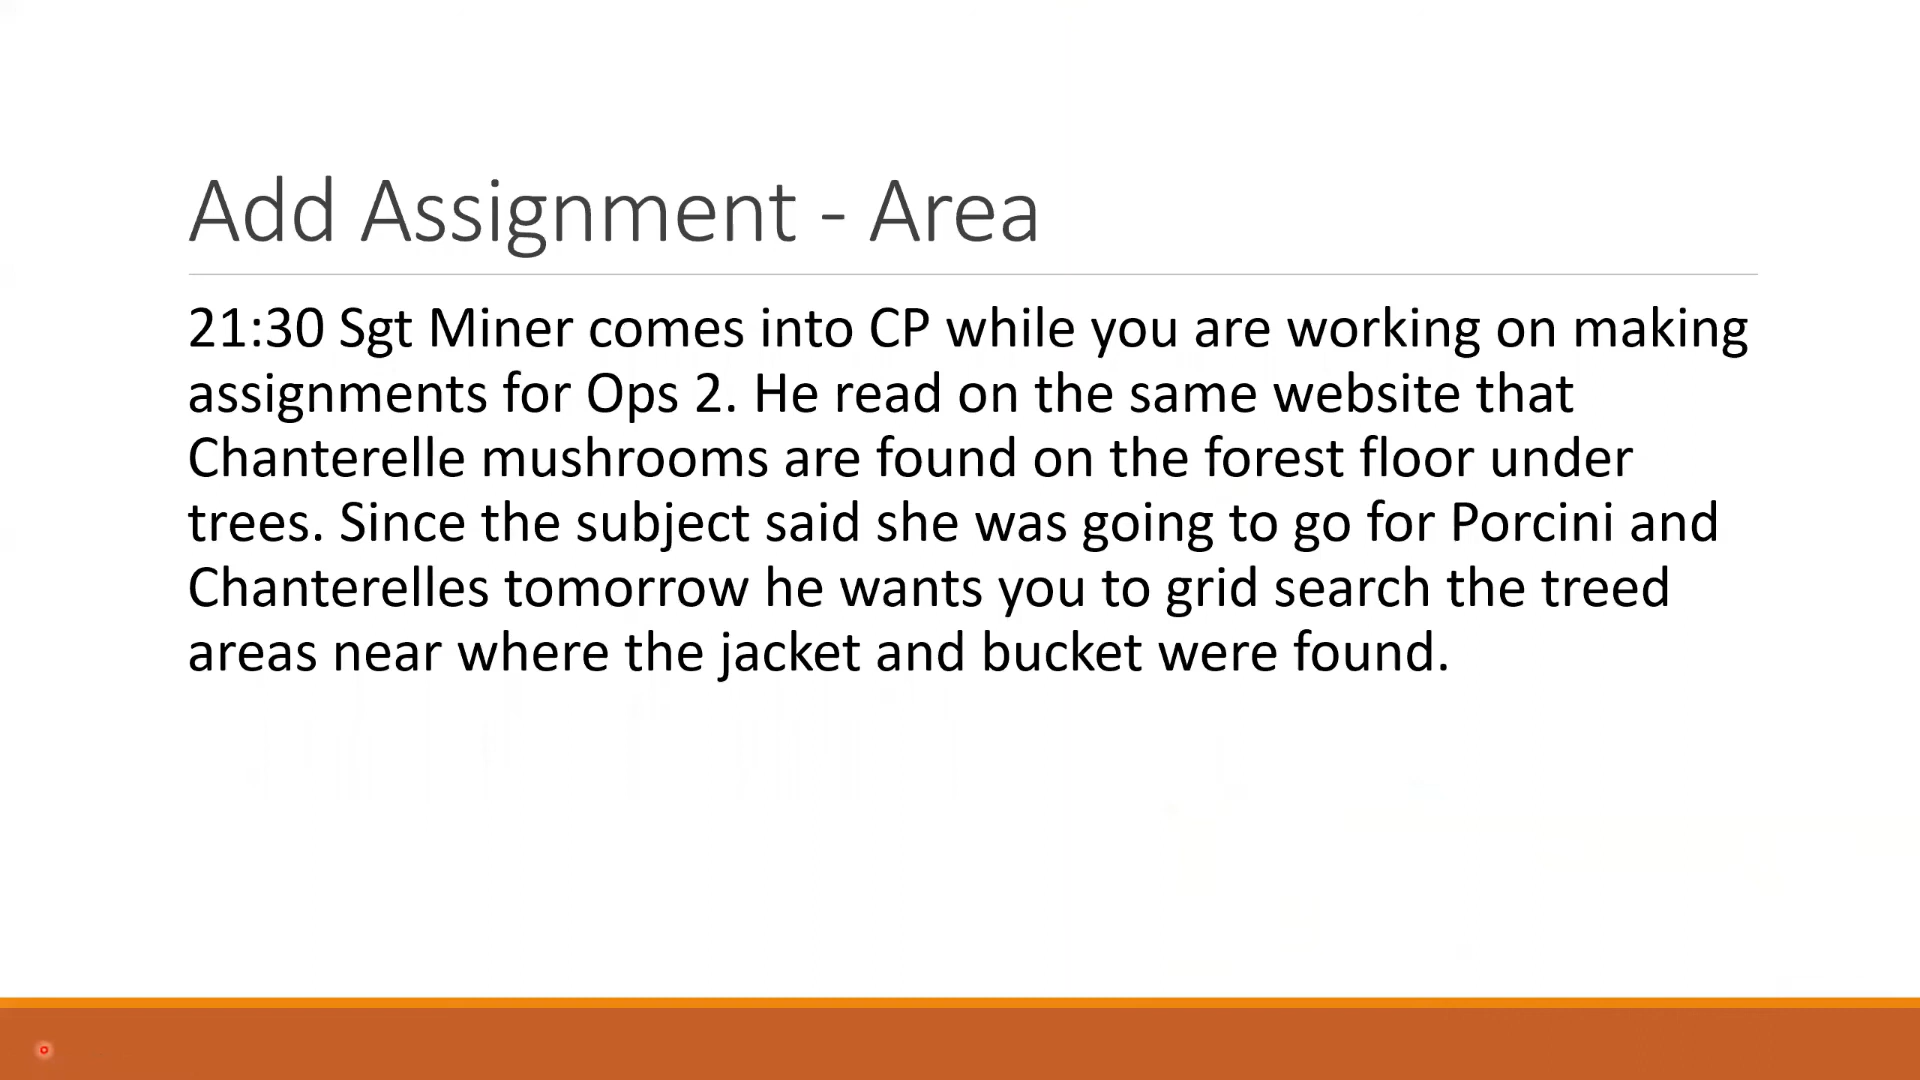 Add Assignment - Area
21:30 Sgt Miner comes into CP while you are working on making
assignments for Ops 2. He read on the same website that
Chanterelle mushrooms are found on the forest floor under
trees. Since the subject said she was going to go for Porcini and
Chanterelles tomorrow he wants you to grid search the treed
areas near where the jacket and bucket were found.